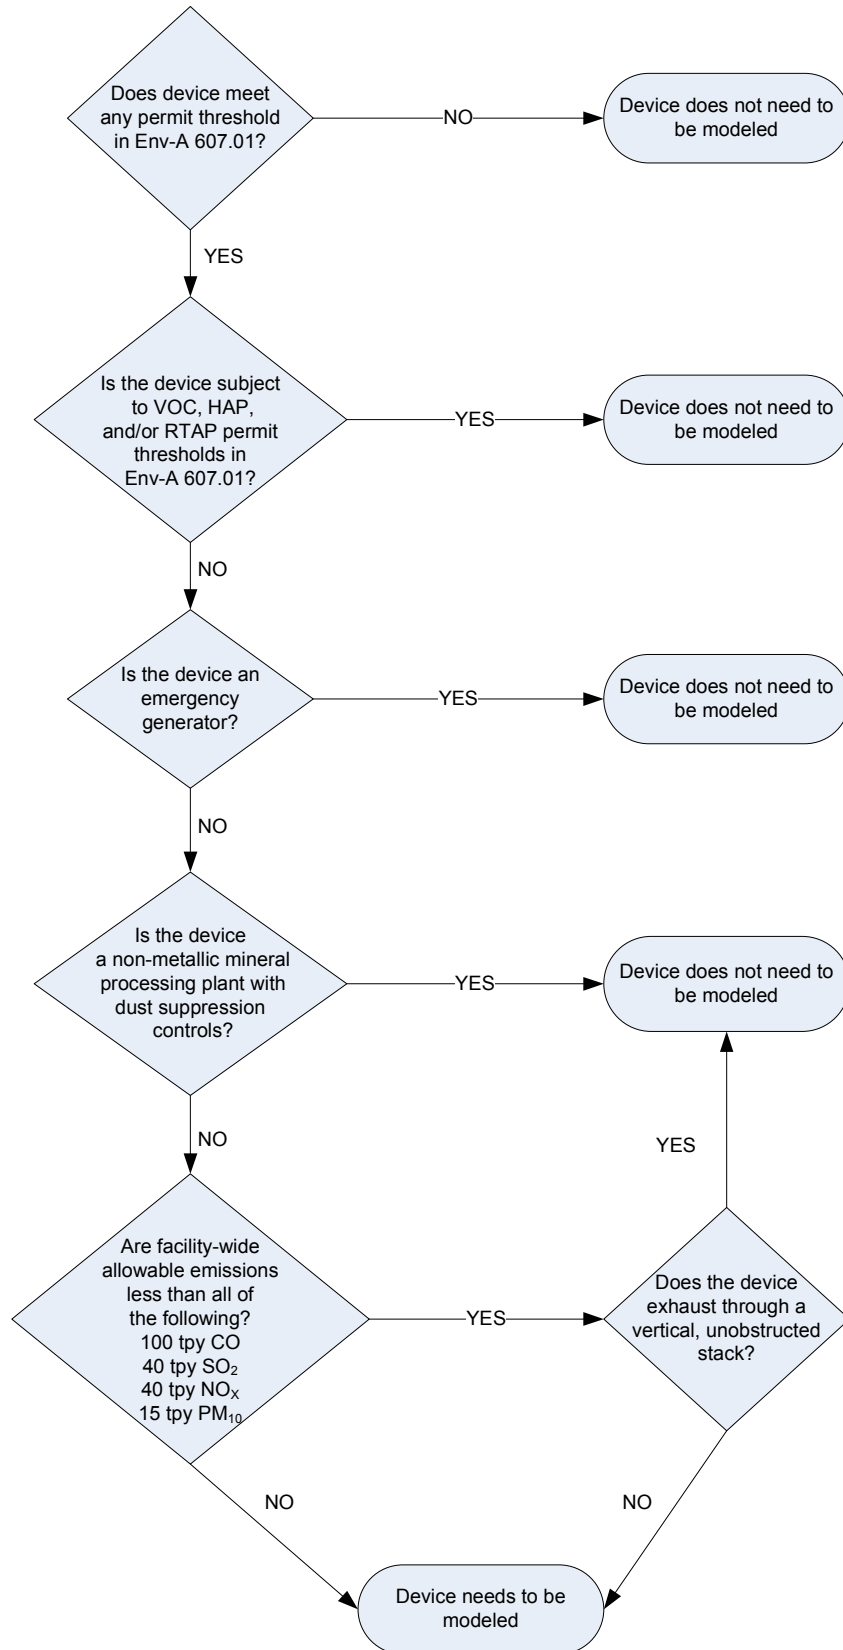 Does device meet
any permit threshold
in Env-A 607.01?
NO
Device does not need to
be modeled
YES
Is the device subject
to VOC, HAP,
and/or RTAP permit
thresholds in
Env-A 607.01?
YES
Device does not need to
be modeled
NO
Is the device an
emergency
generator?
YES
Device does not need to
be modeled
NO
Is the device
a non-metallic mineral
processing plant with
dust suppression
controls?
YES
Device does not need to
be modeled
NO
YES
Are facility-wide
allowable emissions
less than all of
the following?
100 tpy CO
40 tpy SO₂
40 tpy NOₓ
15 tpy PM₁₀
YES
Does the device
exhaust through a
vertical, unobstructed
stack?
NO
NO
Device needs to be
modeled